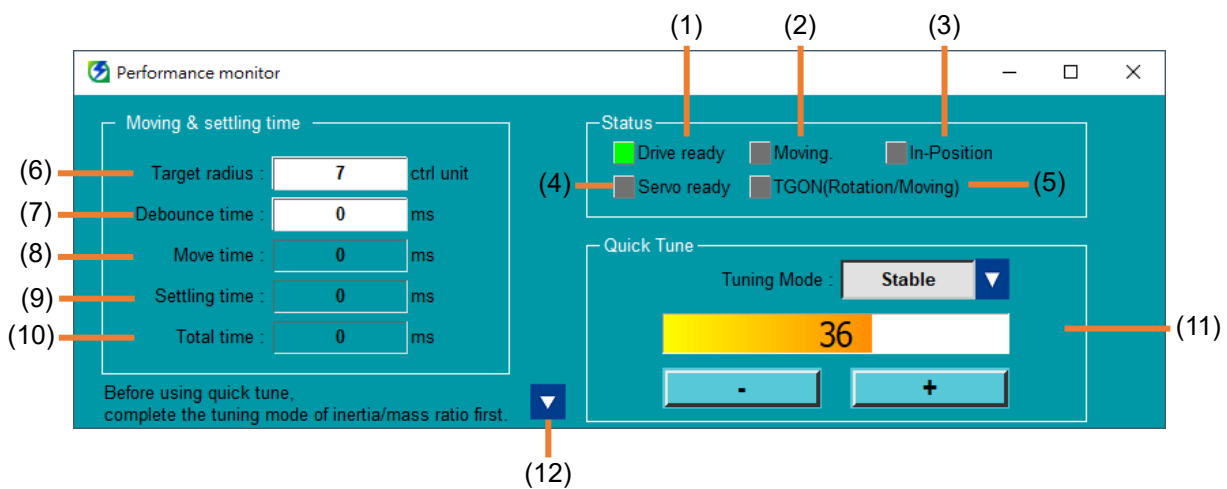 (1) (2) (3)
Performance monitor
Moving & settling time
(6) Target radius : 7 ctrl unit
(7) Debounce time : 0 ms
(8) Move time : 0 ms
(9) Settling time : 0 ms
(10) Total time : 0 ms
Before using quick tune,
complete the tuning mode of inertia/mass ratio first.
(12)
Status
Drive ready Moving. In-Position
(4) Servo ready TGON(Rotation/Moving) (5)
Quick Tune
Tuning Mode : Stable
36
(11)
- +